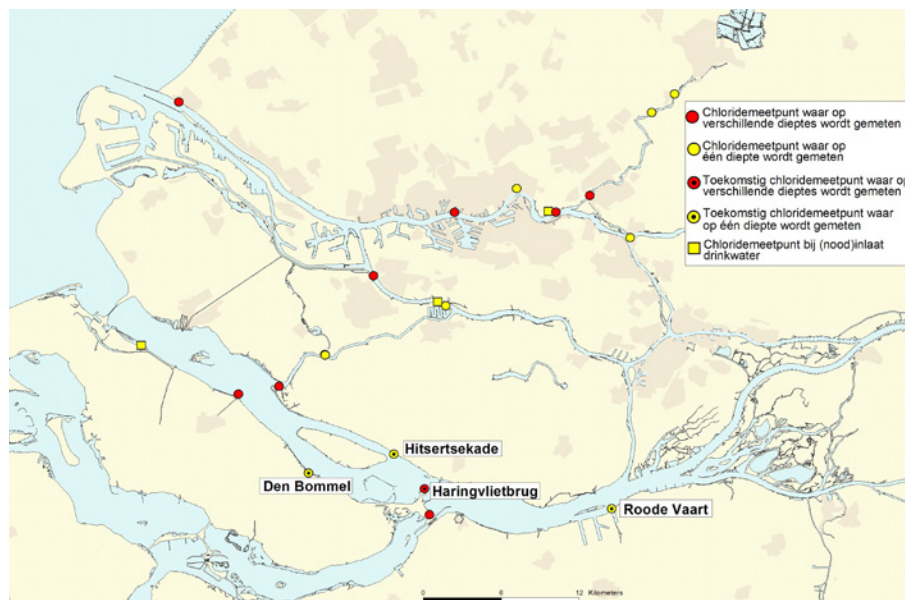 Chloridemeetpunt waar op
verschillende dieptes wordt gemeten
Chloridemeetpunt waar op
één diepte wordt gemeten
Toekomstig chloridemeetpunt waar op
verschillende dieptes wordt gemeten
Toekomstig chloridemeetpunt waar
op één diepte wordt gemeten
Chloridemeetpunt bij (nood)inlaat
drinkwater
Hitsertsekade
Den Bommel
Haringvlietbrug
Roode Vaart
0 6 12 Kilometers